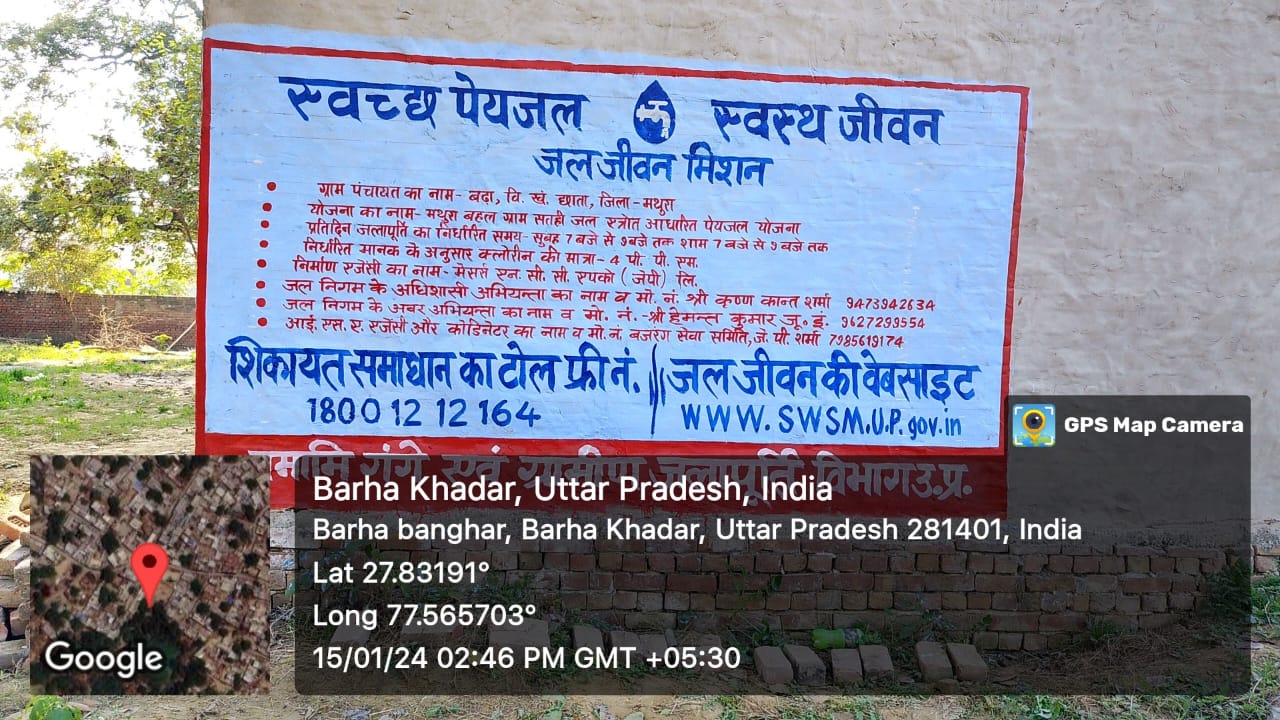 स्वच्छ पेयजल स्वस्थ जीवन
जल जीवन मिशन
ग्राम पंचायत का नाम- बढ़ा, वि. खं. छाता, जिला - मथुरा
योजना का नाम- मथुरा बहल ग्राम सतही जल स्त्रोत आधारित पेयजल योजना
प्रतिदिन जलापूर्ति का निर्धारित समय- सुबह 7 बजे से 9 बजे तक शाम 7 बजे से 9 बजे तक
निर्धारित मानक के अनुसार क्लोरीन की मात्रा- 4 पी. पी. एम.
निर्माण एजेंसी का नाम- मेसर्स एन. सी. सी. एपको (जेपी) लि.
जल निगम के अधिशासी अभियन्ता का नाम व मो. नं. श्री कृष्ण कान्त शर्मा 9473942634
जल निगम के अंबर अभियन्ता का नाम व मो. नं. -श्री हेमन्त कुमार जू. इं. 9627299554
आई. एस. ए. एजेंसी और कोडिनेटर का नाम व मो. नं. बजरंग सेवा समिति, जे. पी. शर्मा 7985619174
शिकायत समाधान का टोल फ्री नं. जल जीवन की वेबसाइट
1800 12 12 164 WWW.SWSM.U.P.gov.in
नमामि गंगे एवं ग्रामीण जलापूर्ति विभाग उ.प्र.
GPS Map Camera
Barha Khadar, Uttar Pradesh, India
Barha banghar, Barha Khadar, Uttar Pradesh 281401, India
Lat 27.83191°
Long 77.565703°
15/01/24 02:46 PM GMT +05:30
Google